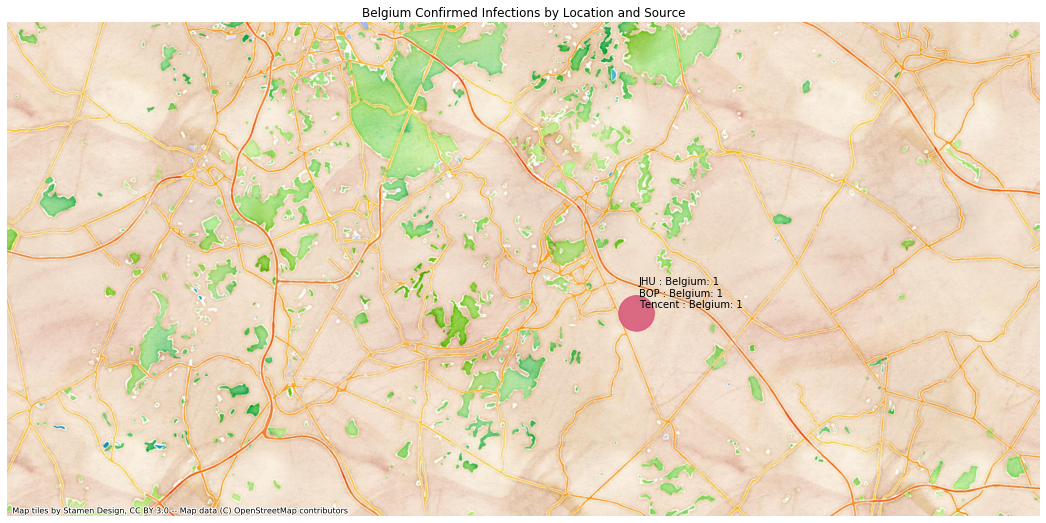 Belgium Confirmed Infections by Location and Source
JHU : Belgium: 1
BOP : Belgium: 1
Tencent : Belgium: 1
Map tiles by Stamen Design, CC BY 3.0 -- Map data (C) OpenStreetMap contributors